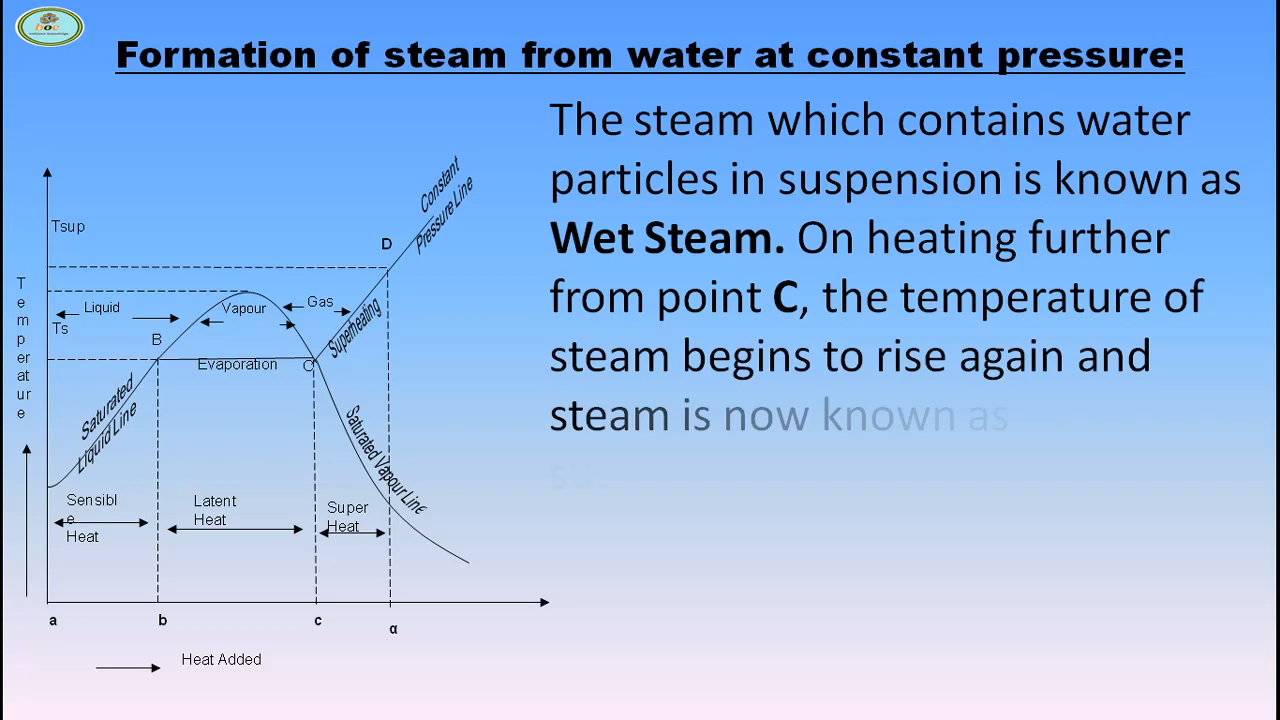 Formation of steam from water at constant pressure:
The steam which contains water
particles in suspension is known as
Wet Steam. On heating further
from point C, the temperature of
steam begins to rise again and
steam is now known as
su
Constant
Pressure Line
Tsup
D
T
e
m
p
er
at
ur
e
Liquid
Vapour
Gas
Ts
B
Superheating
Evaporation
C
Saturated
Liquid Line
Saturated Vapour Line
Sensibl
e
Heat
Latent
Heat
Super
Heat
a
b
c
α
Heat Added